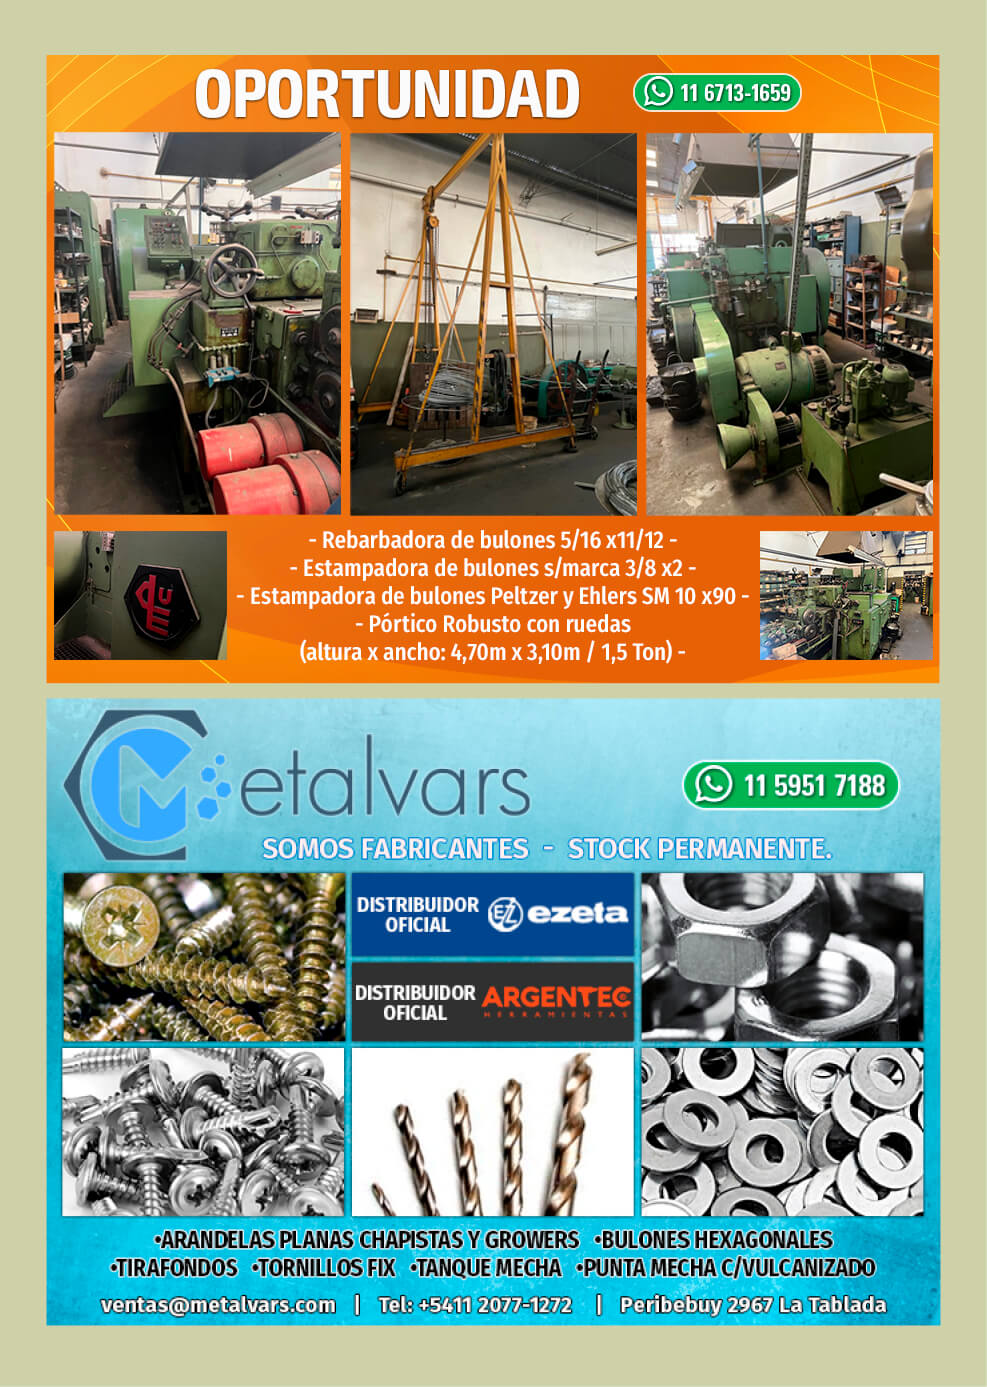 OPORTUNIDAD
11 6713-1659
- Rebarbadora de bulones 5/16 x11/12 -
- Estampadora de bulones s/marca 3/8 x2 -
- Estampadora de bulones Peltzer y Ehlers SM 10 x90 -
- Pórtico Robusto con ruedas
(altura x ancho: 4,70m x 3,10m / 1,5 Ton) -
Metalvars
11 5951 7188
SOMOS FABRICANTES - STOCK PERMANENTE.
DISTRIBUIDOR
OFICIAL
EZ ezeta
DISTRIBUIDOR
OFICIAL
ARGENTEC
HERRAMIENTAS
•ARANDELAS PLANAS CHAPISTAS Y GROWERS •BULONES HEXAGONALES
•TIRAFONDOS •TORNILLOS FIX •TANQUE MECHA •PUNTA MECHA C/VULCANIZADO
ventas@metalvars.com | Tel: +5411 2077-1272 | Peribebuy 2967 La Tablada